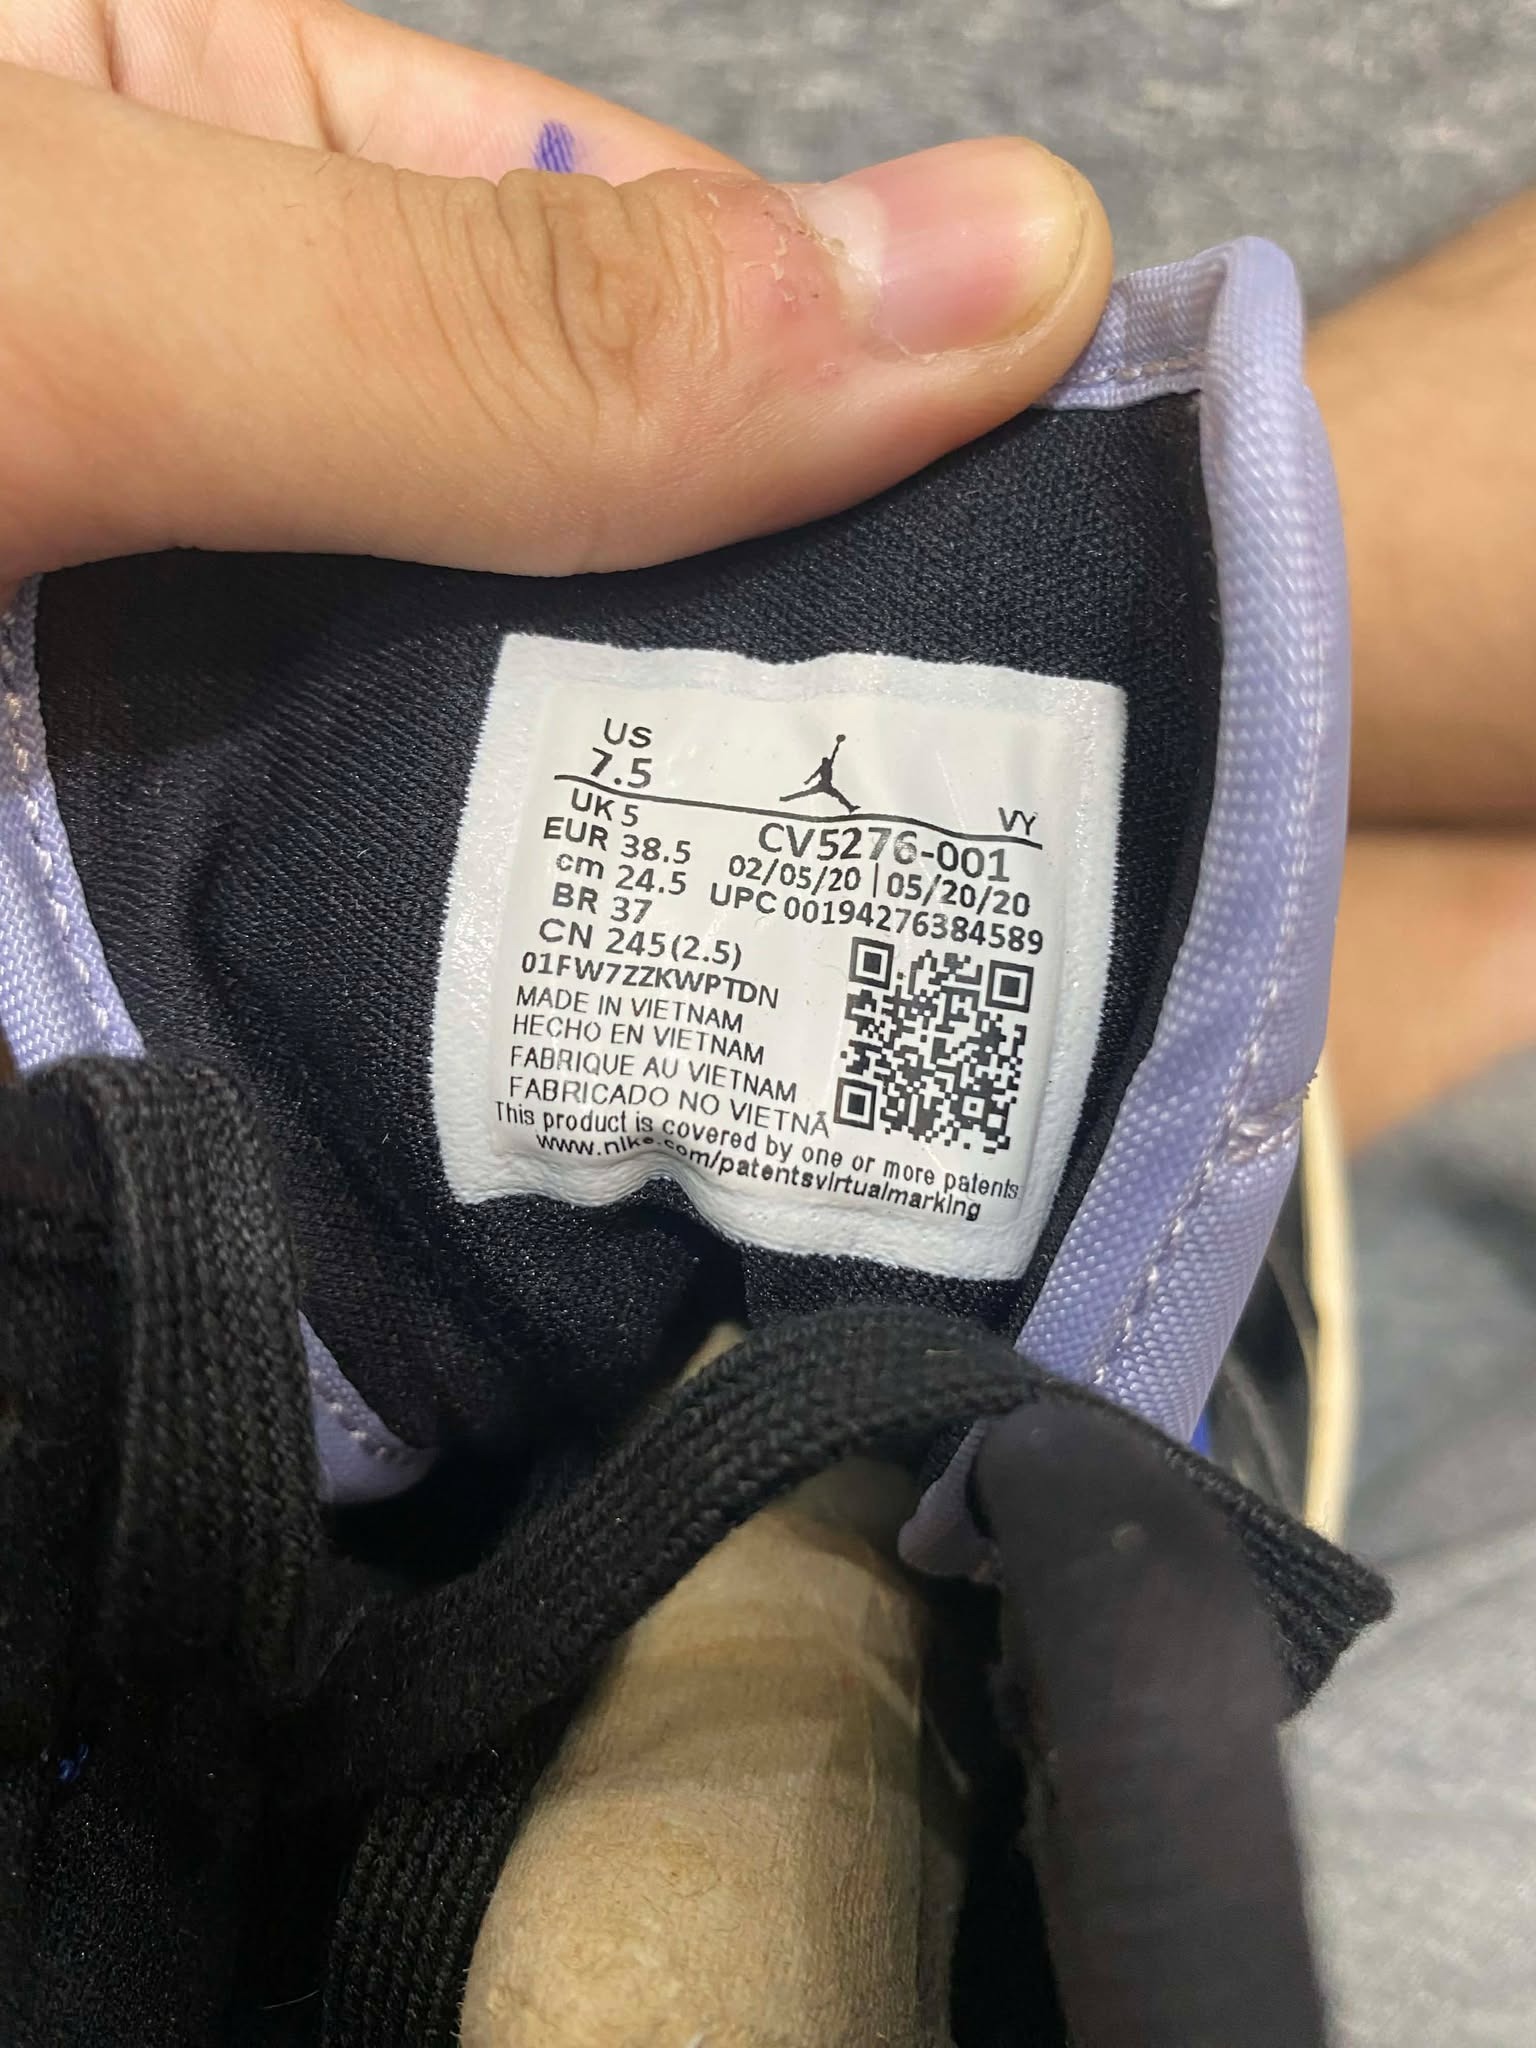 US
7.5
VY
UK 5
EUR 38.5
cm 24.5
BR 37
CN 245(2.5)
CV5276-001
02/05/20 | 05/20/20
UPC 00194276384589
01FW7ZZKWPTDN
MADE IN VIETNAM
HECHO EN VIETNAM
FABRIQUE AU VIETNAM
FABRICADO NO VIETNÃ
This product is covered by one or more patents
www.nike.com/patentsvirtualmarking